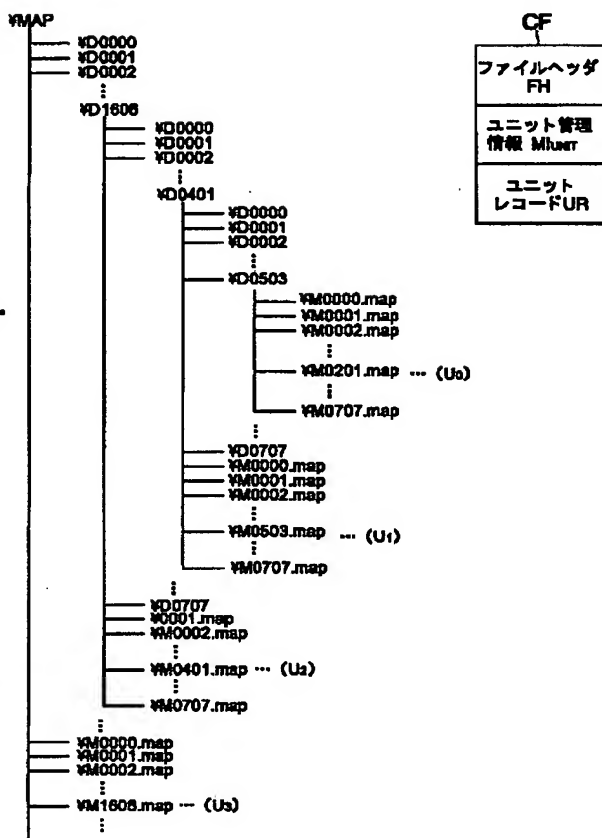 ¥MAP
¥D0000
¥D0001
¥D0002
¥D1606
¥D0000
¥D0001
¥D0002
¥D0401
¥D0000
¥D0001
¥D0002
¥D0503
¥M0000.map
¥M0001.map
¥M0002.map
¥M0201.map … (U0)
¥M0707.map
¥D0707
¥M0000.map
¥M0001.map
¥M0002.map
¥M0503.map … (U1)
¥M0707.map
¥D0707
¥0001.map
¥M0002.map
¥M0401.map … (U2)
¥M0707.map
¥M0000.map
¥M0001.map
¥M0002.map
¥M1606.map … (U3)
CF
ファイルヘッダ
FH
ユニット管理
情報 MIUNIT
ユニット
レコードUR